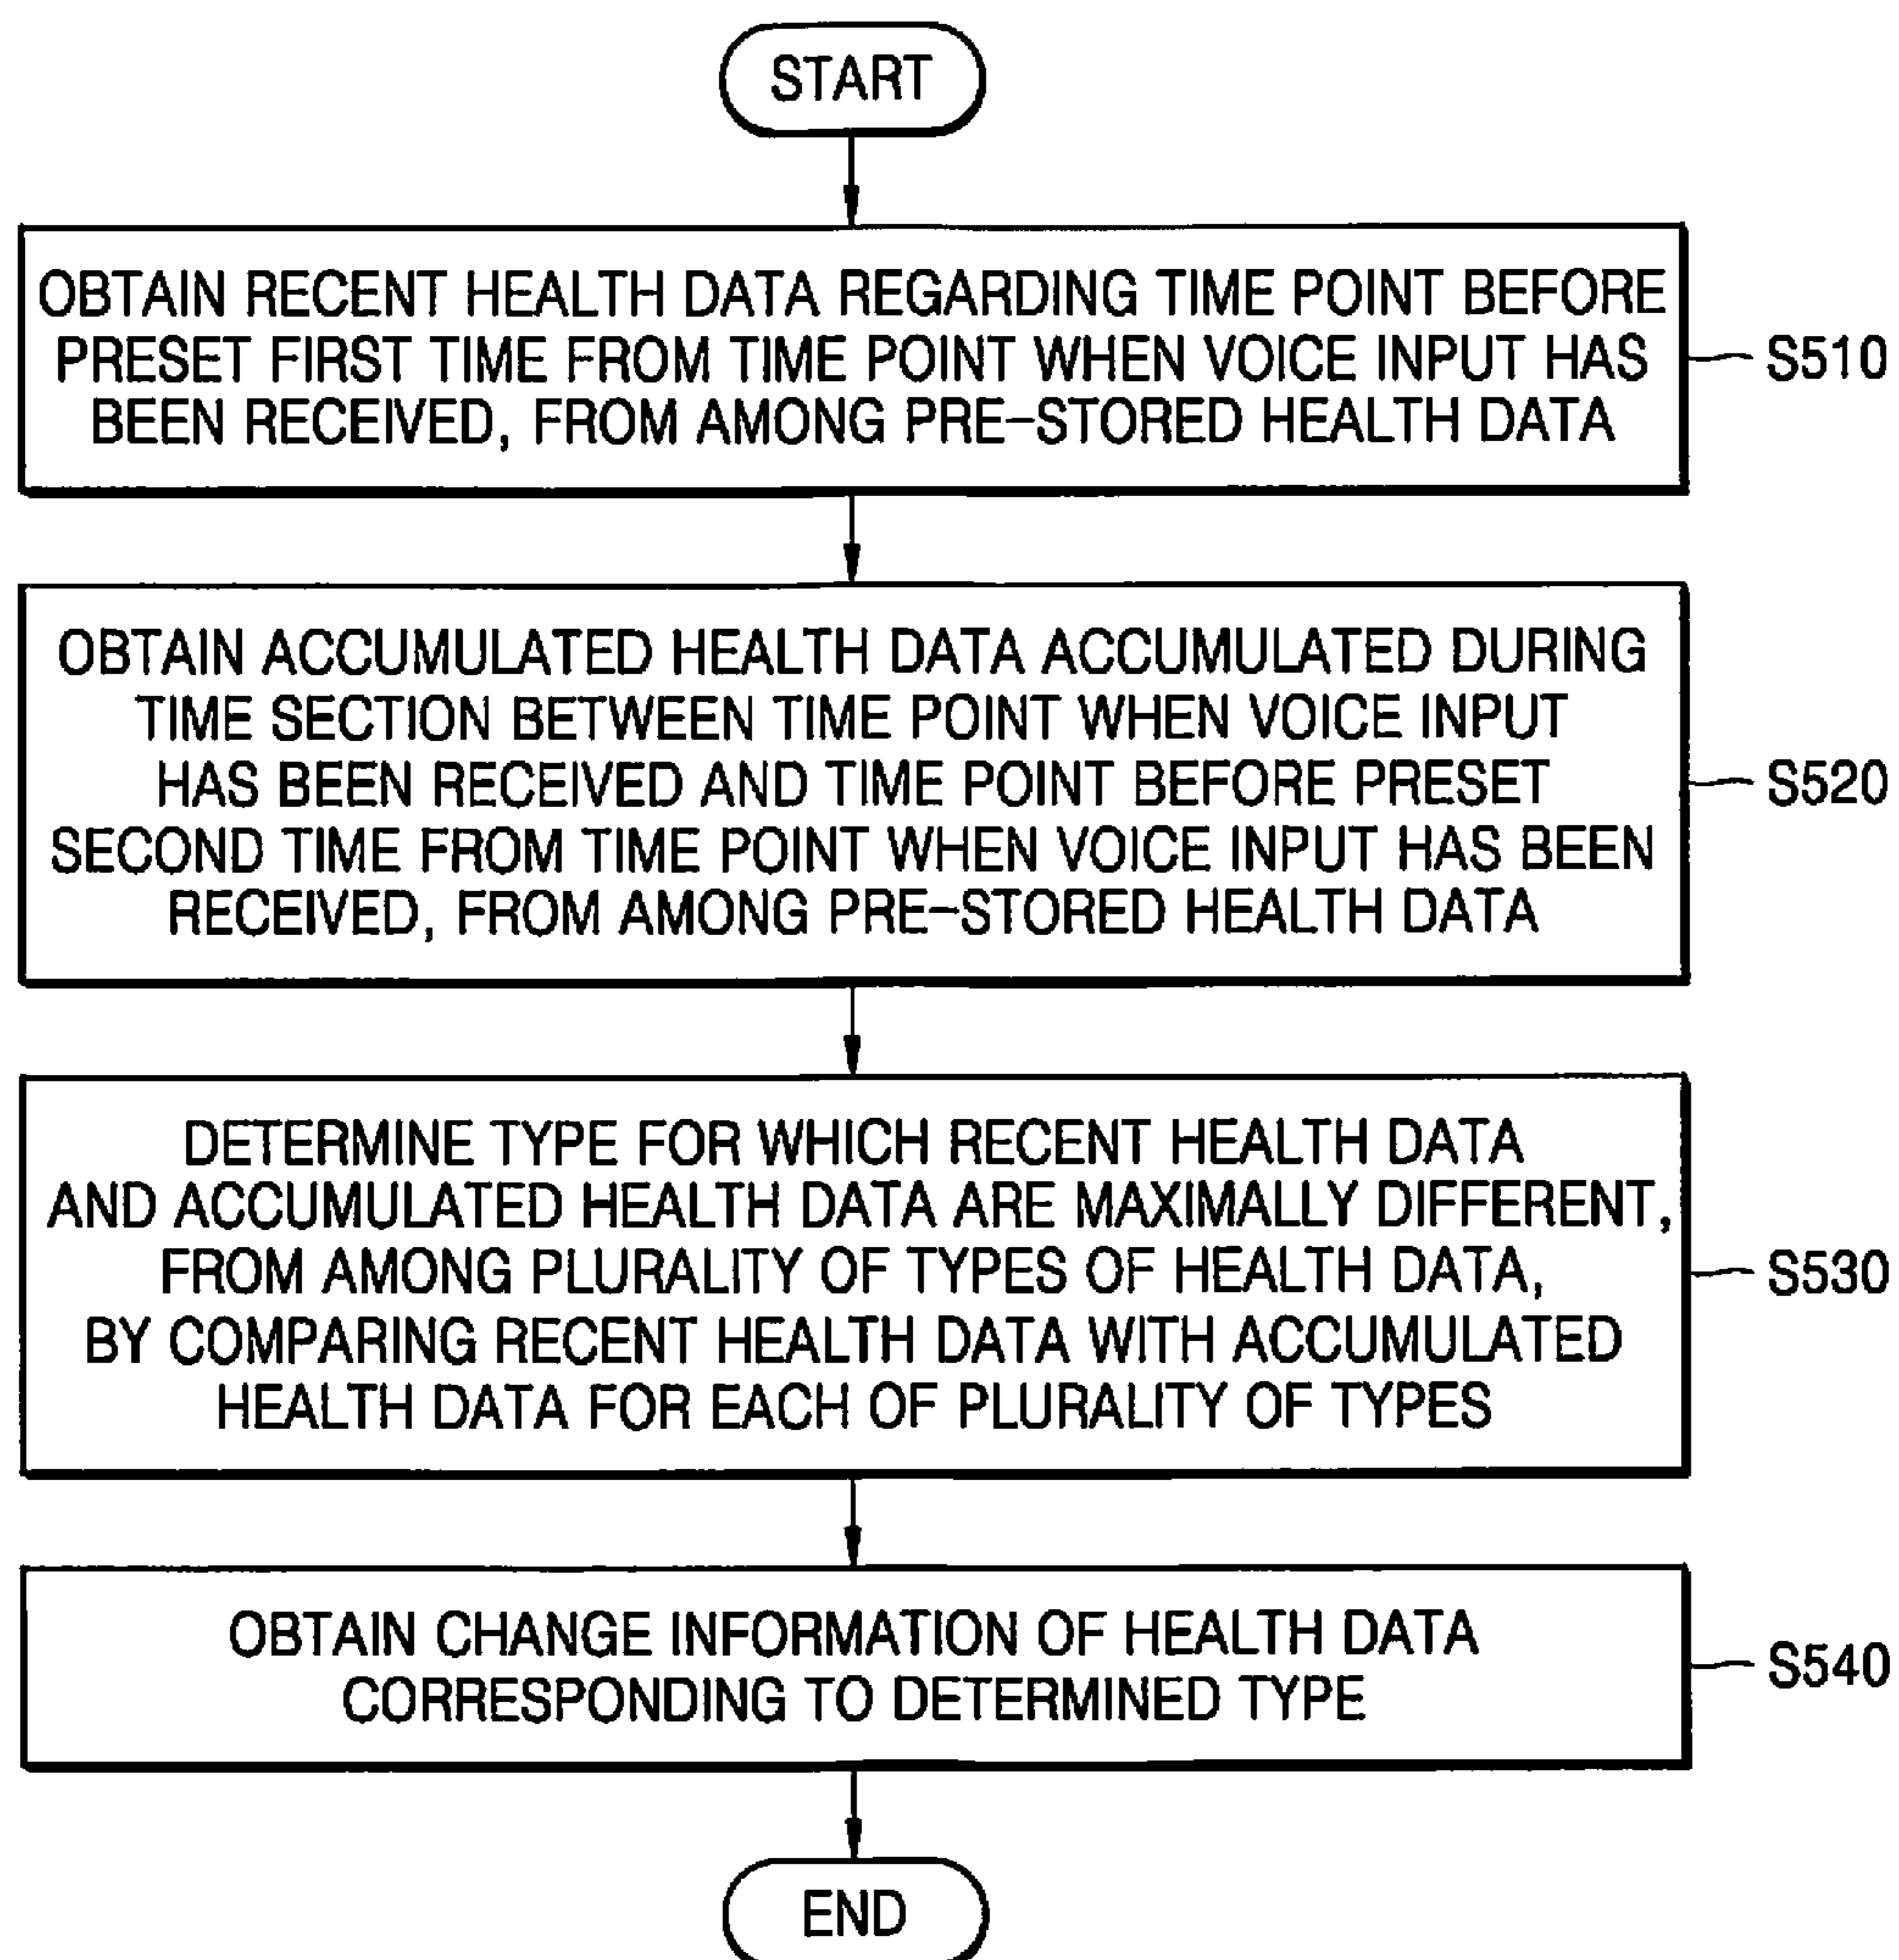 START
OBTAIN RECENT HEALTH DATA REGARDING TIME POINT BEFORE
PRESET FIRST TIME FROM TIME POINT WHEN VOICE INPUT HAS
BEEN RECEIVED, FROM AMONG PRE-STORED HEALTH DATA
S510
OBTAIN ACCUMULATED HEALTH DATA ACCUMULATED DURING
TIME SECTION BETWEEN TIME POINT WHEN VOICE INPUT
HAS BEEN RECEIVED AND TIME POINT BEFORE PRESET
SECOND TIME FROM TIME POINT WHEN VOICE INPUT HAS BEEN
RECEIVED, FROM AMONG PRE-STORED HEALTH DATA
S520
DETERMINE TYPE FOR WHICH RECENT HEALTH DATA
AND ACCUMULATED HEALTH DATA ARE MAXIMALLY DIFFERENT,
FROM AMONG PLURALITY OF TYPES OF HEALTH DATA,
BY COMPARING RECENT HEALTH DATA WITH ACCUMULATED
HEALTH DATA FOR EACH OF PLURALITY OF TYPES
S530
OBTAIN CHANGE INFORMATION OF HEALTH DATA
CORRESPONDING TO DETERMINED TYPE
S540
END